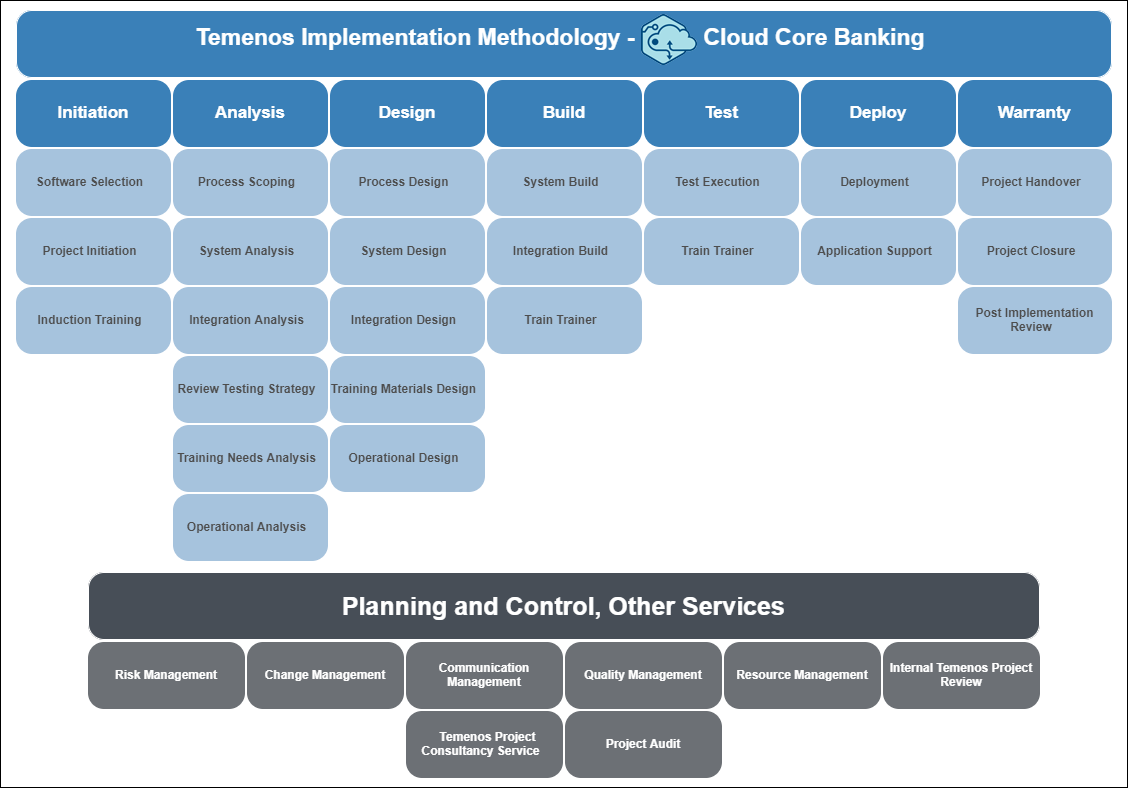 Temenos Implementation Methodology - Cloud Core Banking
Initiation
Analysis
Design
Build
Test
Deploy
Warranty
Software Selection
Process Scoping
Process Design
System Build
Test Execution
Deployment
Project Handover
Project Initiation
System Analysis
System Design
Integration Build
Train Trainer
Application Support
Project Closure
Induction Training
Integration Analysis
Integration Design
Train Trainer
Post Implementation
Review
Review Testing Strategy
Training Materials Design
Training Needs Analysis
Operational Design
Operational Analysis
Planning and Control, Other Services
Risk Management
Change Management
Communication
Management
Quality Management
Resource Management
Internal Temenos Project
Review
Temenos Project
Consultancy Service
Project Audit